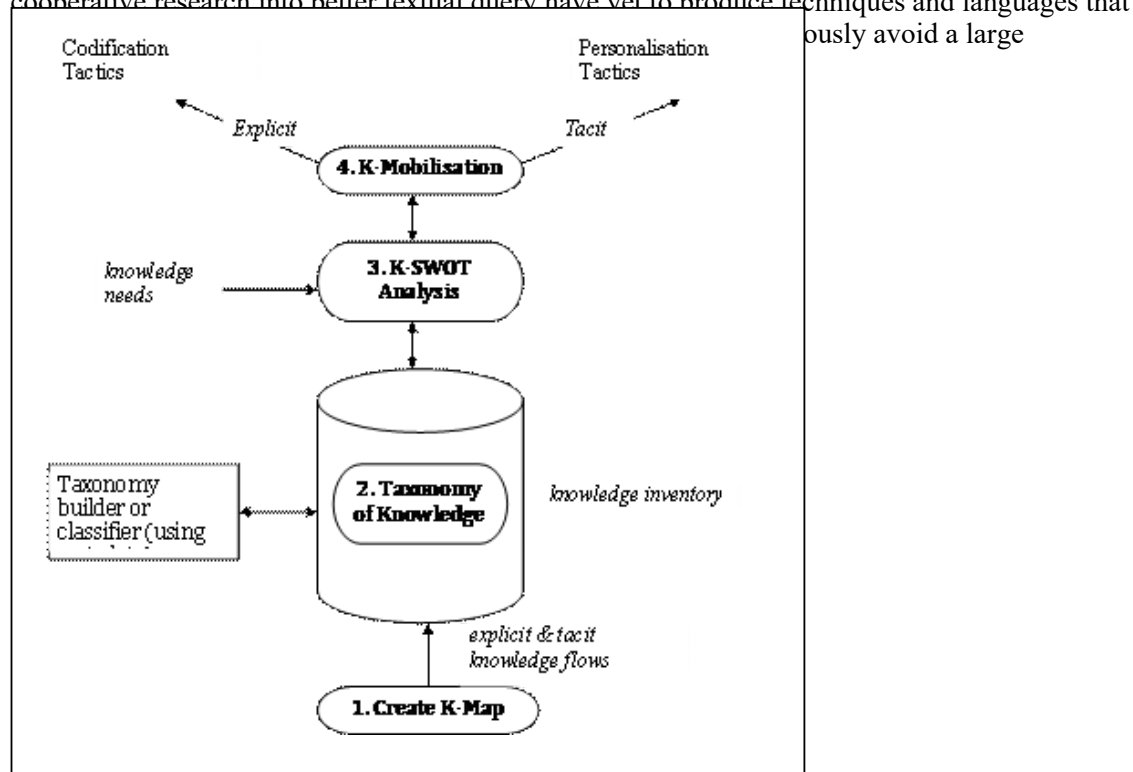 cooperative research into better textual query have yet to produce techniques and languages that
ously avoid a large
Codification
Tactics
Personalisation
Tactics
Explicit
Tacit
4. K-Mobilisation
3. K-SWOT
Analysis
knowledge
needs
2. Taxonomy
of Knowledge
Taxonomy
builder or
classifier (using
knowledge inventory
explicit & tacit
knowledge flows
1. Create K-Map